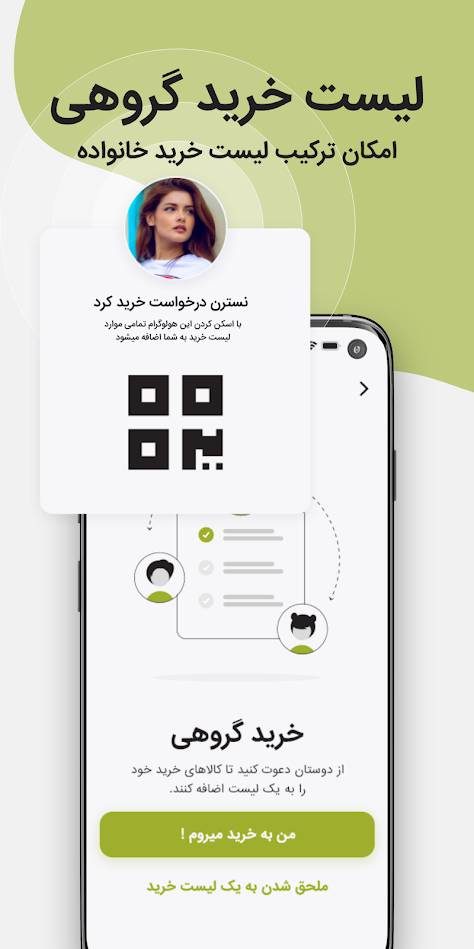 لیست خرید گروهی
امکان ترکیب لیست خرید خانواده
نسترن درخواست خرید کرد
با اسکن کردن این هولوگرام تمامی موارد
لیست خرید به شما اضافه میشود
خرید گروهی
از دوستان دعوت کنید تا کالاهای خرید خود
را به یک لیست اضافه کنند.
من به خرید میروم !
ملحق شدن به یک لیست خرید